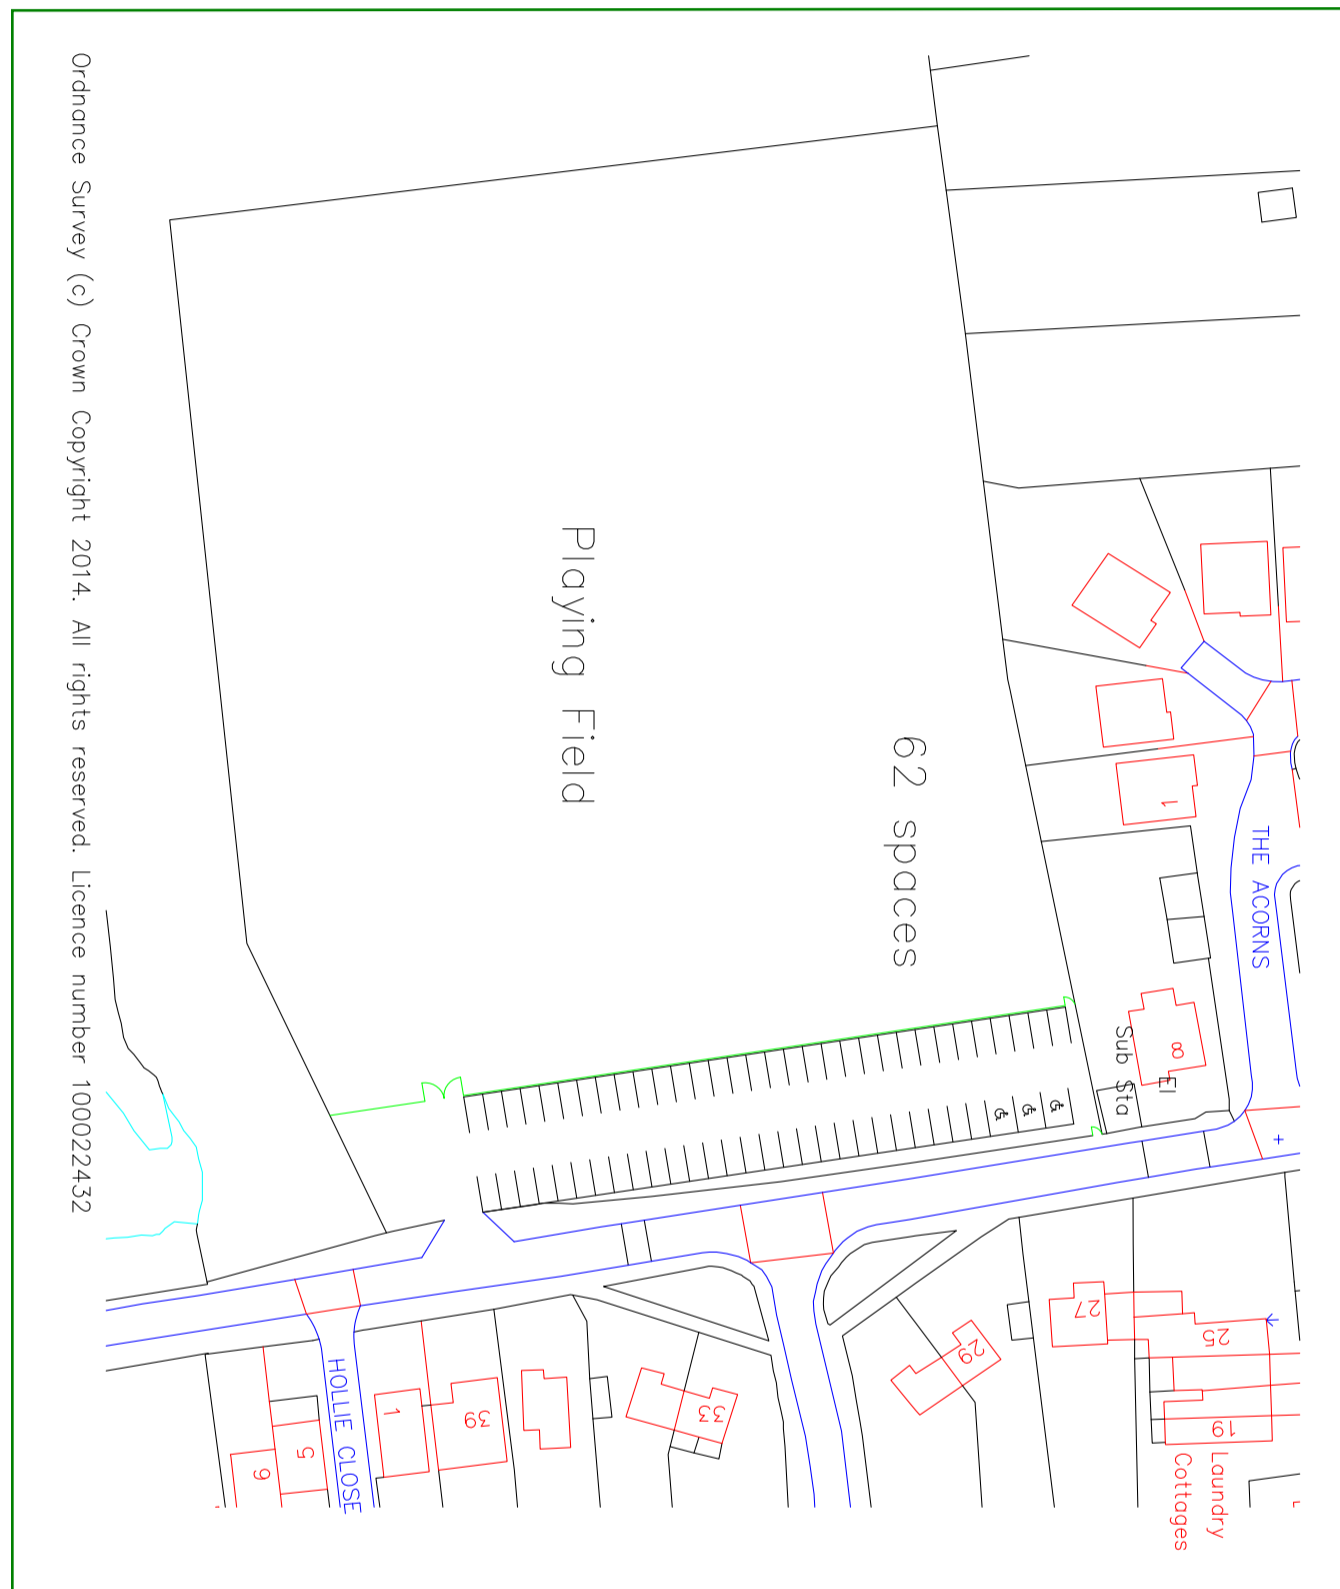 Ordnance Survey (c) Crown Copyright 2014. All rights reserved. Licence number 100022432
Playing Field
62 spaces
THE ACORNS
1
8
El
Sub Sta
+
27
25
29
19
Laundry
Cottages
33
39
1
HOLLIE CLOSE
5
9